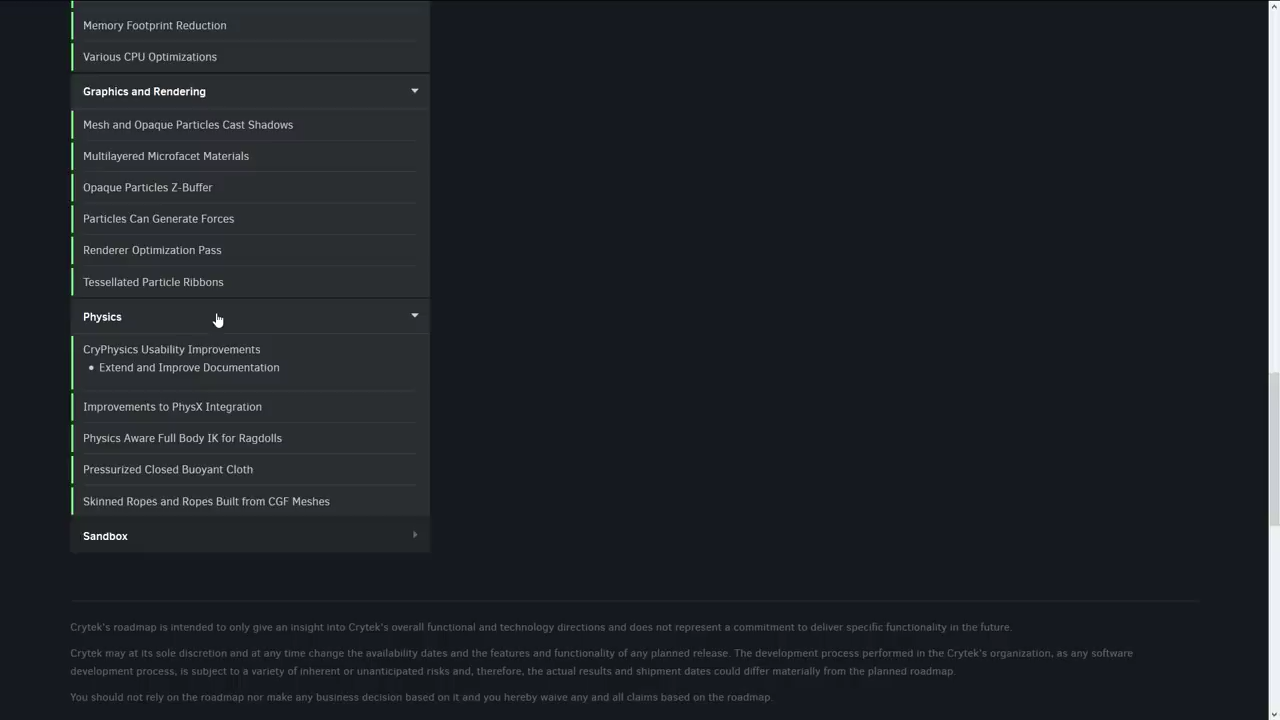 Memory Footprint Reduction
Various CPU Optimizations
Graphics and Rendering
Mesh and Opaque Particles Cast Shadows
Multilayered Microfacet Materials
Opaque Particles Z-Buffer
Particles Can Generate Forces
Renderer Optimization Pass
Tessellated Particle Ribbons
Physics
CryPhysics Usability Improvements
• Extend and Improve Documentation
Improvements to PhysX Integration
Physics Aware Full Body IK for Ragdolls
Pressurized Closed Buoyant Cloth
Skinned Ropes and Ropes Built from CGF Meshes
Sandbox
Crytek's roadmap is intended to only give an insight into Crytek's overall functional and technology directions and does not represent a commitment to deliver specific functionality in the future.
Crytek may at its sole discretion and at any time change the availability dates and the features and functionality of any planned release. The development process performed in the Crytek's organization, as any software
development process, is subject to a variety of inherent or unanticipated risks and, therefore, the actual results and shipment dates could differ materially from the planned roadmap.
You should not rely on the roadmap nor make any business decision based on it and you hereby waive any and all claims based on the roadmap.